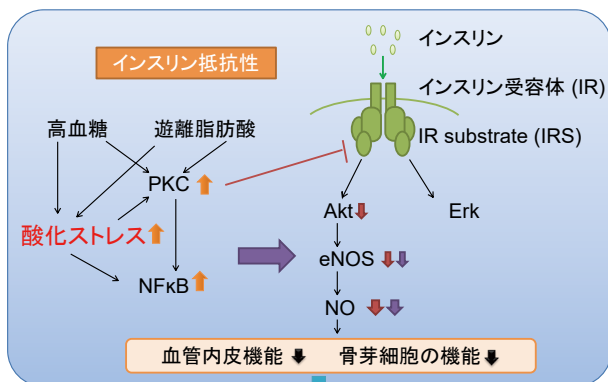 インスリン
インスリン抵抗性
インスリン受容体 (IR)
高血糖
遊離脂肪酸
IR substrate (IRS)
PKC
Akt
Erk
酸化ストレス
eNOS
NFκB
NO
血管内皮機能 骨芽細胞の機能